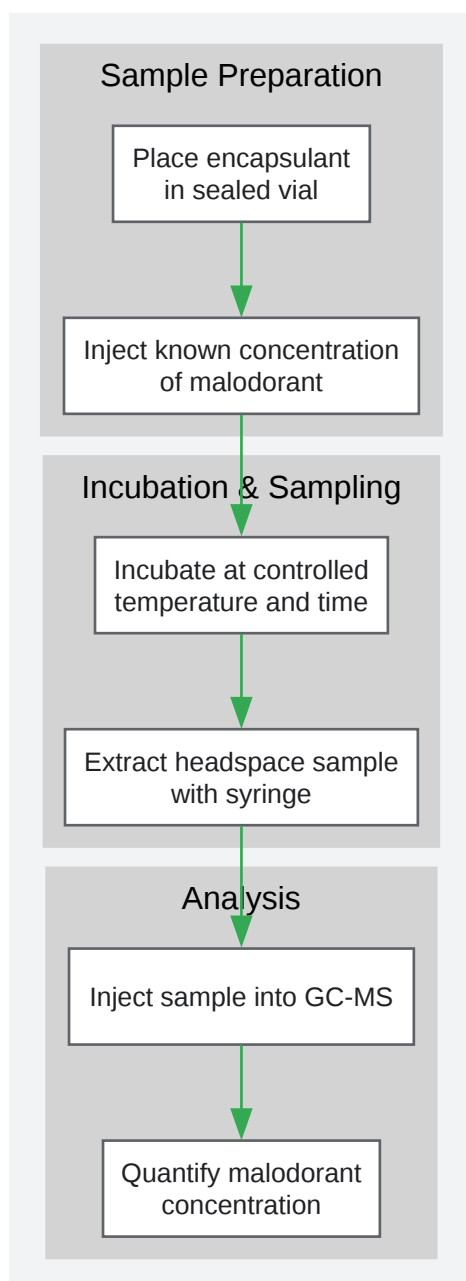 Sample Preparation
Place encapsulant
in sealed vial
Inject known concentration
of malodorant
Incubation & Sampling
Incubate at controlled
temperature and time
Extract headspace sample
with syringe
Analysis
Inject sample into GC-MS
Quantify malodorant
concentration